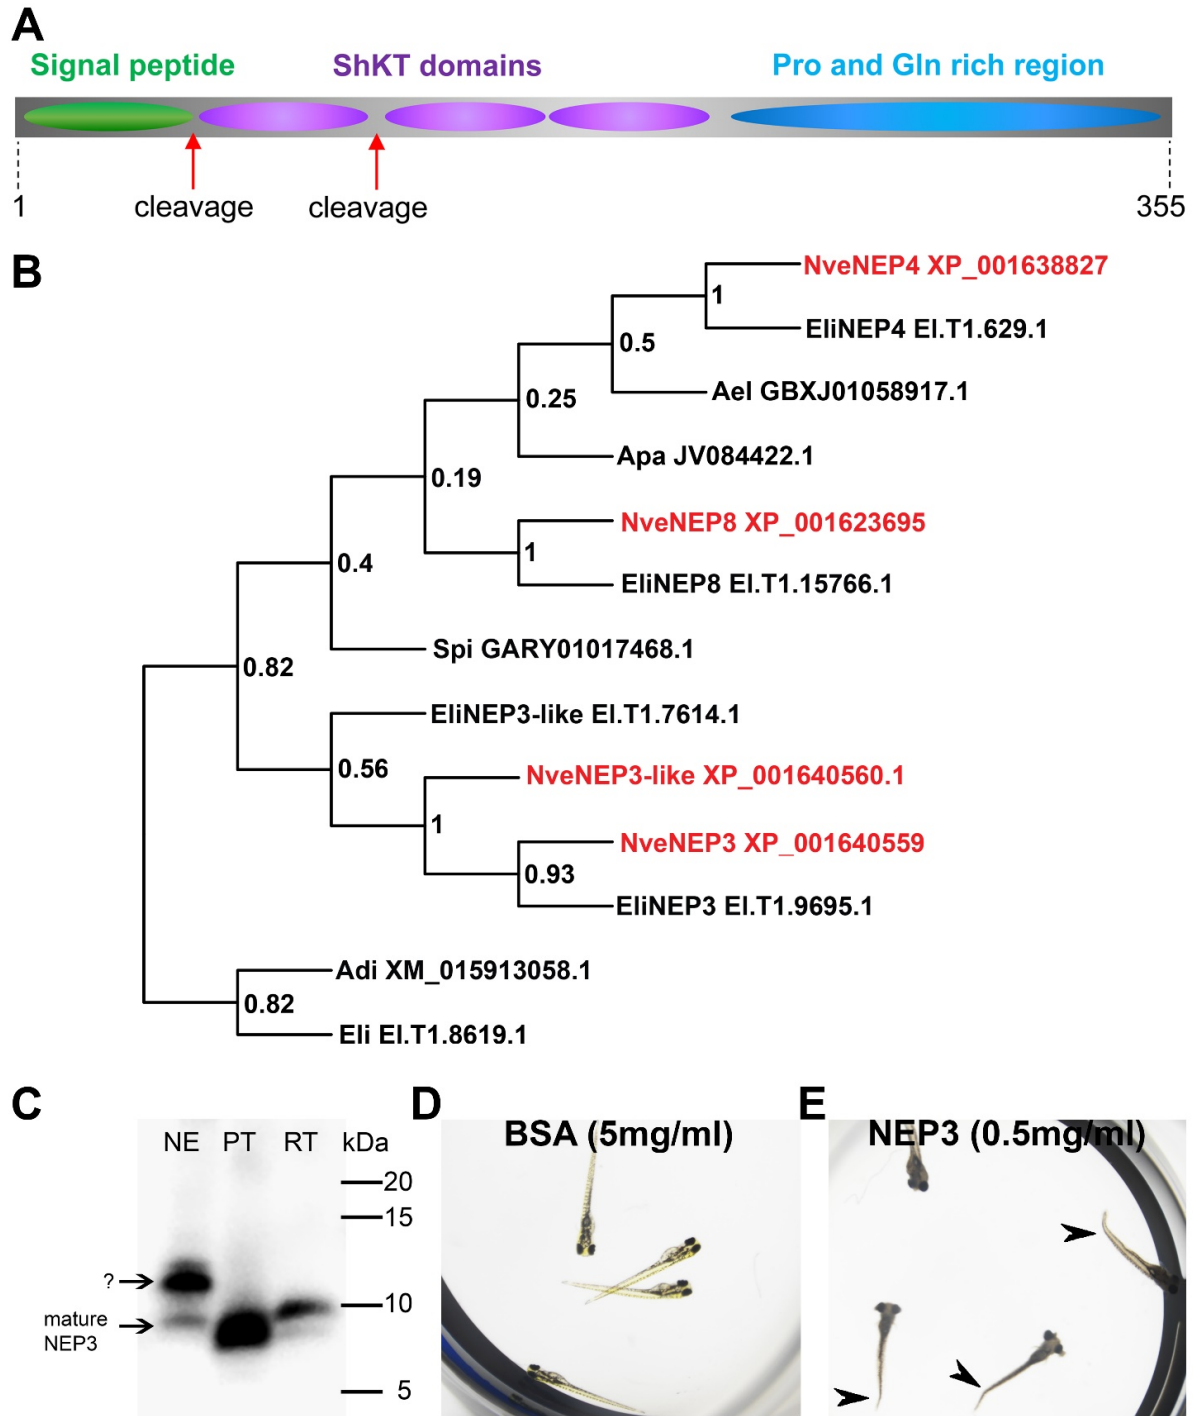 A
Signal peptide ShKT domains Pro and Gln rich region
cleavage cleavage
1 355
B
NveNEP4 XP_001638827
1
EliNEP4 El.T1.629.1
0.5
Ael GBXJ01058917.1
0.25
Apa JV084422.1
0.19
NveNEP8 XP_001623695
1
EliNEP8 El.T1.15766.1
0.4
Spi GARY01017468.1
0.82
EliNEP3-like El.T1.7614.1
0.56
NveNEP3-like XP_001640560.1
1
NveNEP3 XP_001640559
0.93
EliNEP3 El.T1.9695.1
Adi XM_015913058.1
0.82
Eli El.T1.8619.1
C
NE PT RT kDa
20
15
?
10
mature
NEP3
5
D
BSA (5mg/ml)
E
NEP3 (0.5mg/ml)